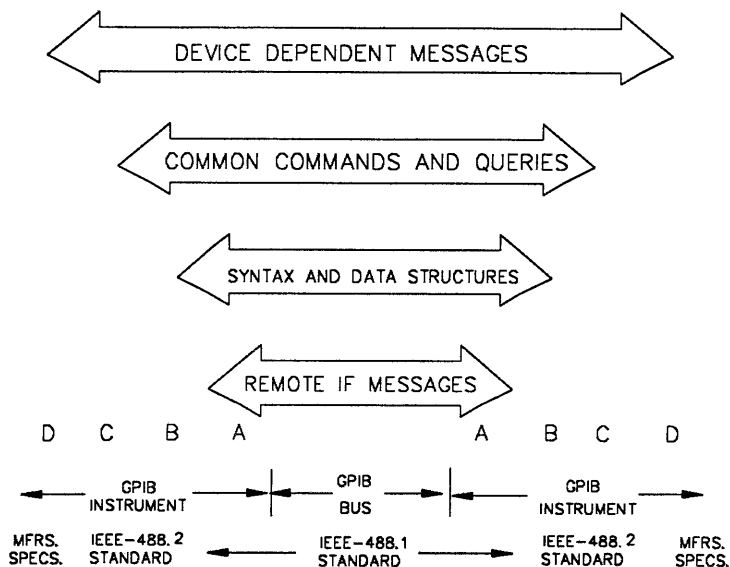 DEVICE DEPENDENT MESSAGES
COMMON COMMANDS AND QUERIES
SYNTAX AND DATA STRUCTURES
REMOTE IF MESSAGES
D C B A A B C D
GPIB INSTRUMENT
GPIB BUS
GPIB INSTRUMENT
MFRS. SPECS.
IEEE-488.2 STANDARD
IEEE-488.1 STANDARD
IEEE-488.2 STANDARD
MFRS. SPECS.